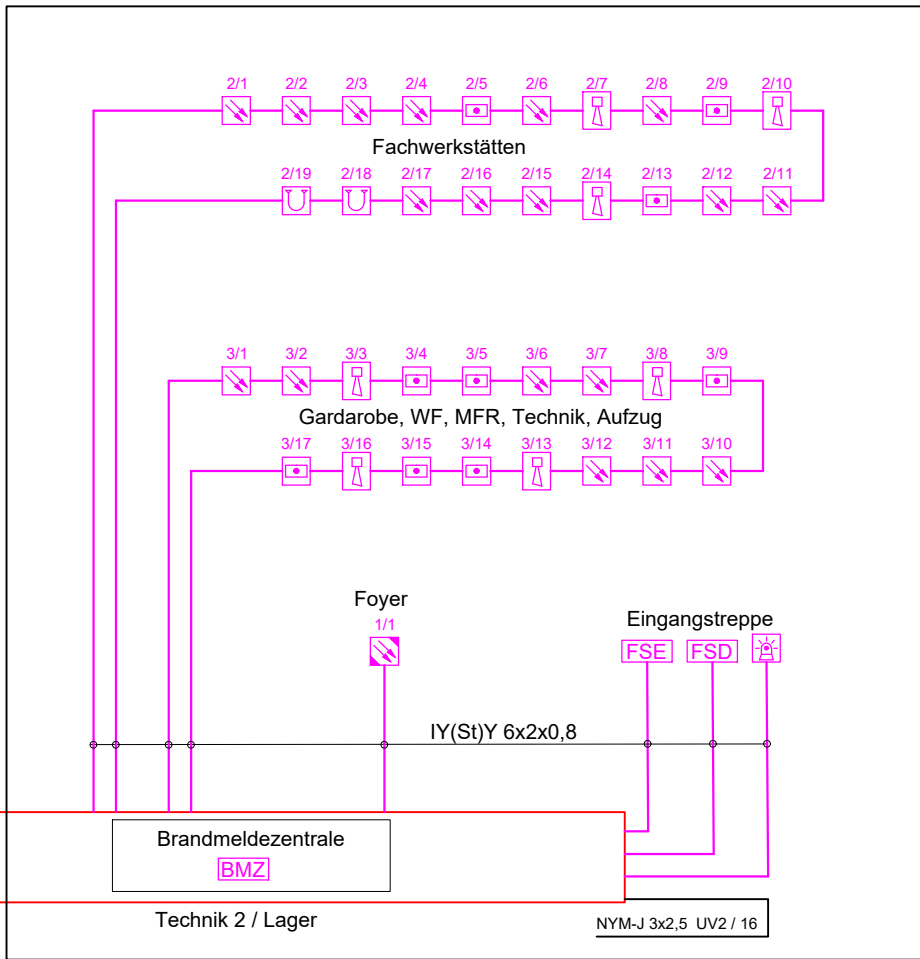 2/1 2/2 2/3 2/4 2/5 2/6 2/7 2/8 2/9 2/10
Fachwerkstätten
2/19 2/18 2/17 2/16 2/15 2/14 2/13 2/12 2/11
3/1 3/2 3/3 3/4 3/5 3/6 3/7 3/8 3/9
Gardarobe, WF, MFR, Technik, Aufzug
3/17 3/16 3/15 3/14 3/13 3/12 3/11 3/10
Foyer
1/1
Eingangstreppe
FSE FSD
IY(St)Y 6x2x0,8
Brandmeldezentrale
BMZ
Technik 2 / Lager
NYM-J 3x2,5 UV2 / 16